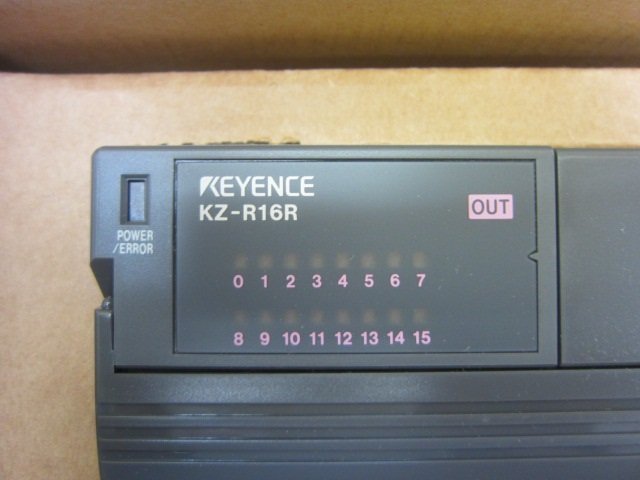 KEYENCE
KZ-R16R
OUT
POWER
/ERROR
0 1 2 3 4 5 6 7
8 9 10 11 12 13 14 15